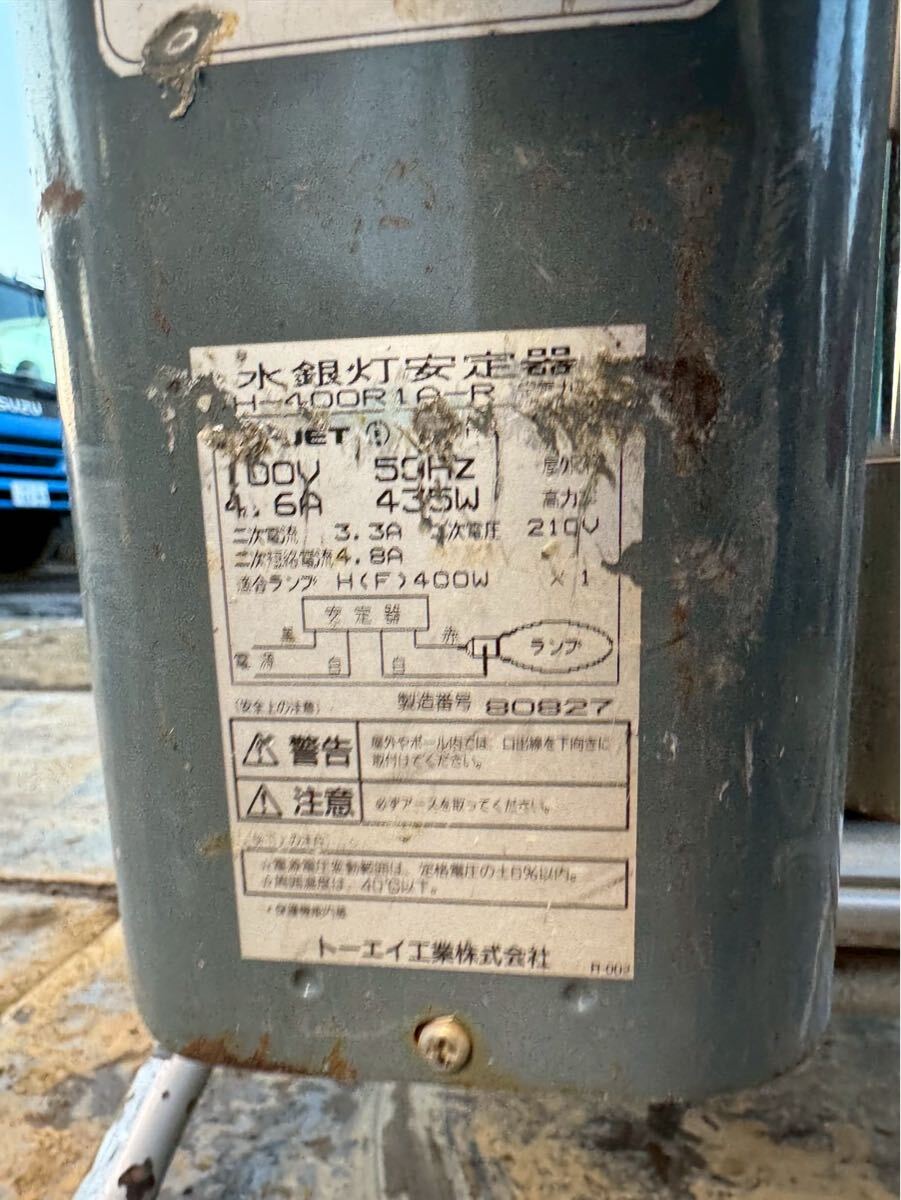 水銀灯安定器
H-400R1A-R
JET
100V 50HZ 屋外
4.6A 435W 高力
二次電流 3.3A 二次電圧 210V
二次短絡電流 4.8A
適合ランプ H(F)400W X1
安定器
黒 赤
電源 白 白 ランプ
(安全上の注意) 製造番号 80827
警告 屋外やポール内では、口出線を下向きに
取付けてください。
注意 必ずアースを取ってください。
☆電源電圧変動範囲は、定格電圧の±6%以内。
☆周囲温度は、40℃以下。
トーエイ工業株式会社
ISUZU